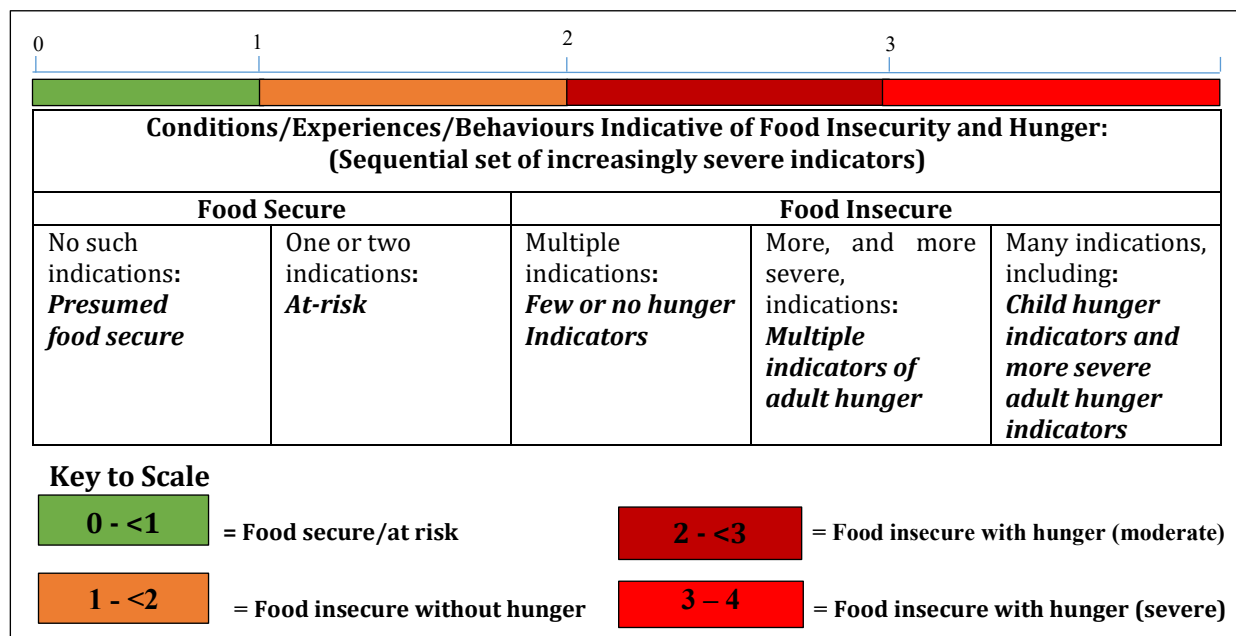 0 1 2 3
Conditions/Experiences/Behaviours Indicative of Food Insecurity and Hunger:
(Sequential set of increasingly severe indicators)
Food Secure Food Insecure
No such
indications:
Presumed
food secure
One or two
indications:
At-risk
Multiple
indications:
Few or no hunger
Indicators
More, and more
severe,
indications:
Multiple
indicators of
adult hunger
Many indications,
including:
Child hunger
indicators and
more severe
adult hunger
indicators
Key to Scale
0 - <1 = Food secure/at risk
2 - <3 = Food insecure with hunger (moderate)
1 - <2 = Food insecure without hunger
3 – 4 = Food insecure with hunger (severe)